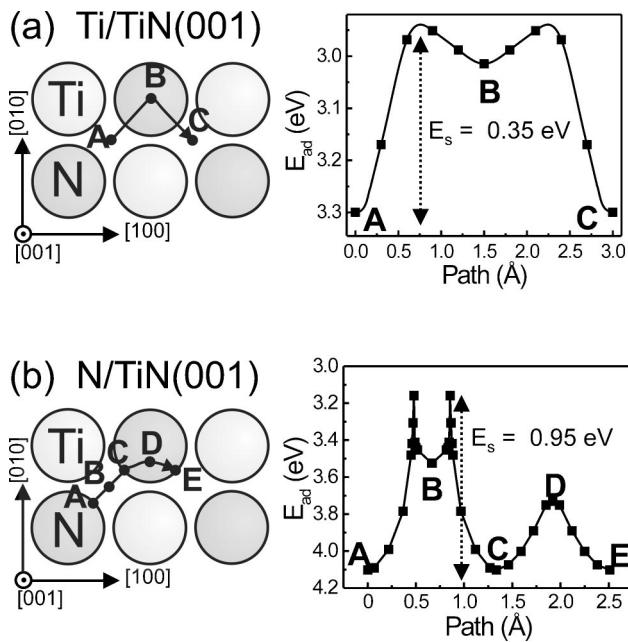 (a) Ti/TiN(001)
Ti
B
A
C
N
[010]
[100]
[001]
E_ad (eV)
3.0
3.1
3.2
3.3
B
E_s = 0.35 eV
A
C
0.0 0.5 1.0 1.5 2.0 2.5 3.0
Path (Å)
(b) N/TiN(001)
Ti
D
C
B
E
A
N
[010]
[100]
[001]
E_ad (eV)
3.0
3.2
3.4
3.6
3.8
4.0
4.2
E_s = 0.95 eV
B
D
A
C
E
0.0 0.5 1.0 1.5 2.0 2.5
Path (Å)